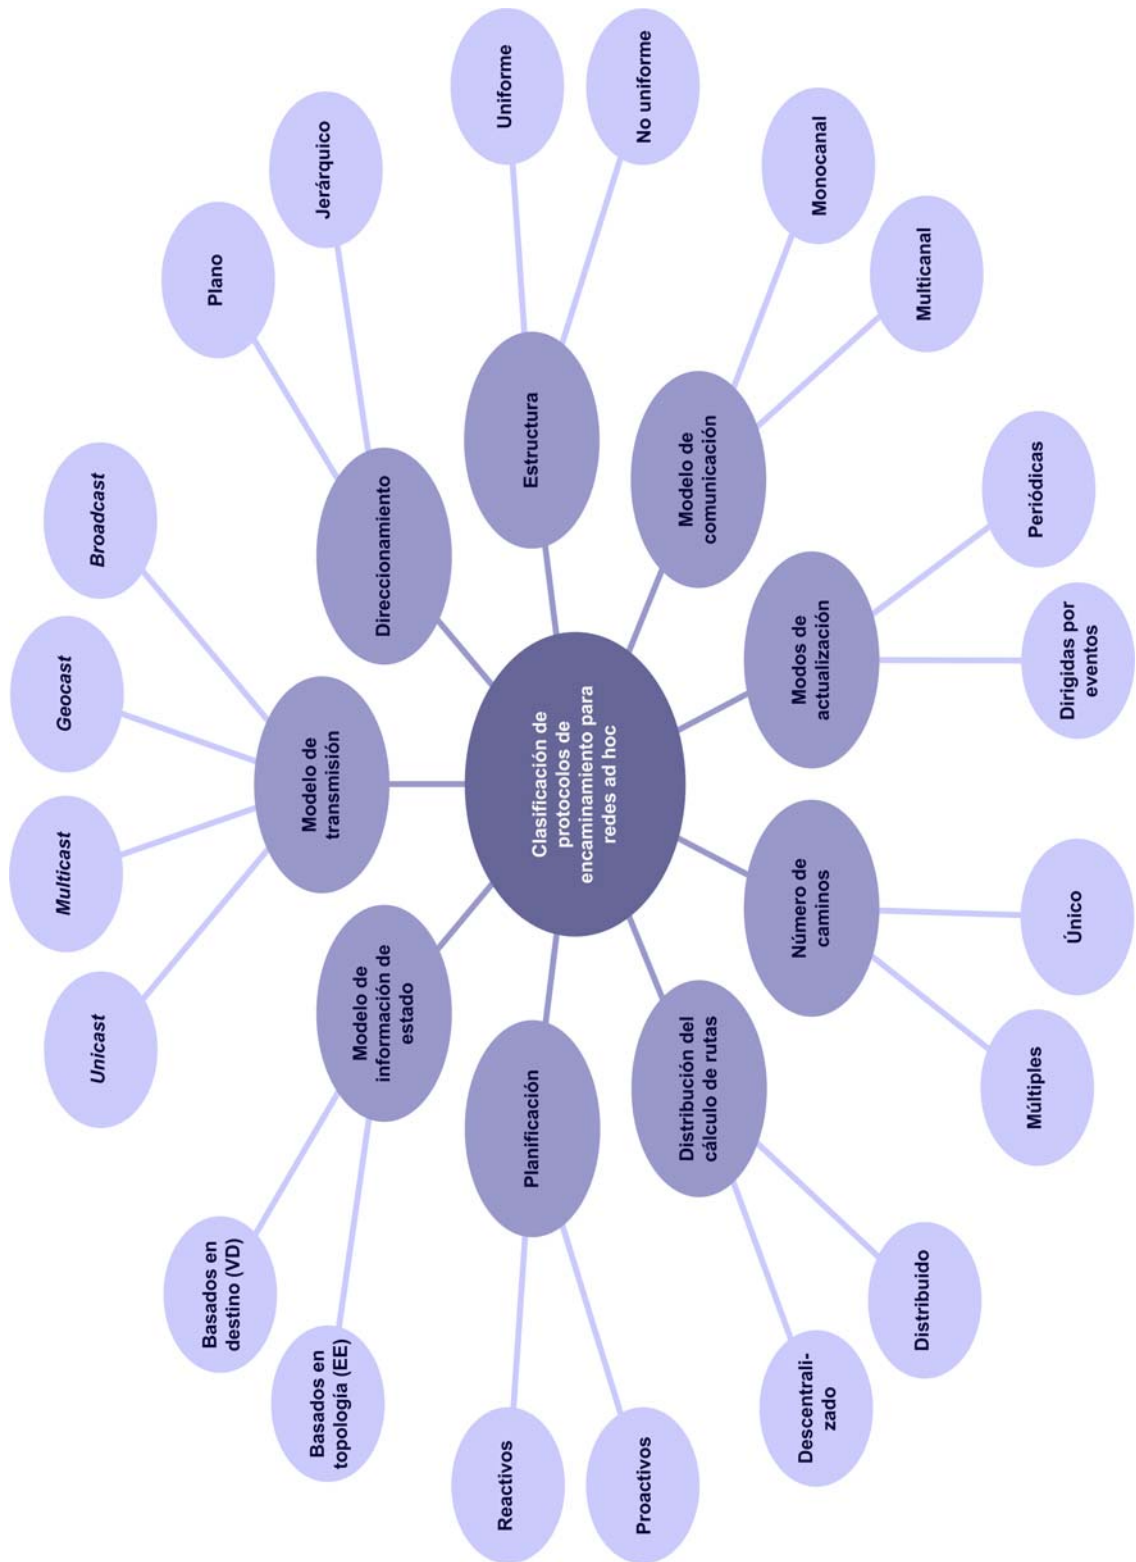 Clasificación de
protocolos de
encaminamiento para
redes ad hoc
Modelo de
transmisión
Unicast
Multicast
Geocast
Broadcast
Direccionamiento
Plano
Jerárquico
Estructura
Uniforme
No uniforme
Modelo de
comunicación
Monocanal
Multicanal
Modos de
actualización
Periódicas
Dirigidas por
eventos
Número de
caminos
Único
Múltiples
Distribución del
cálculo de rutas
Distribuido
Descentrali-
zado
Planificación
Proactivos
Reactivos
Modelo de
información de
estado
Basados en
topología (EE)
Basados en
destino (VD)